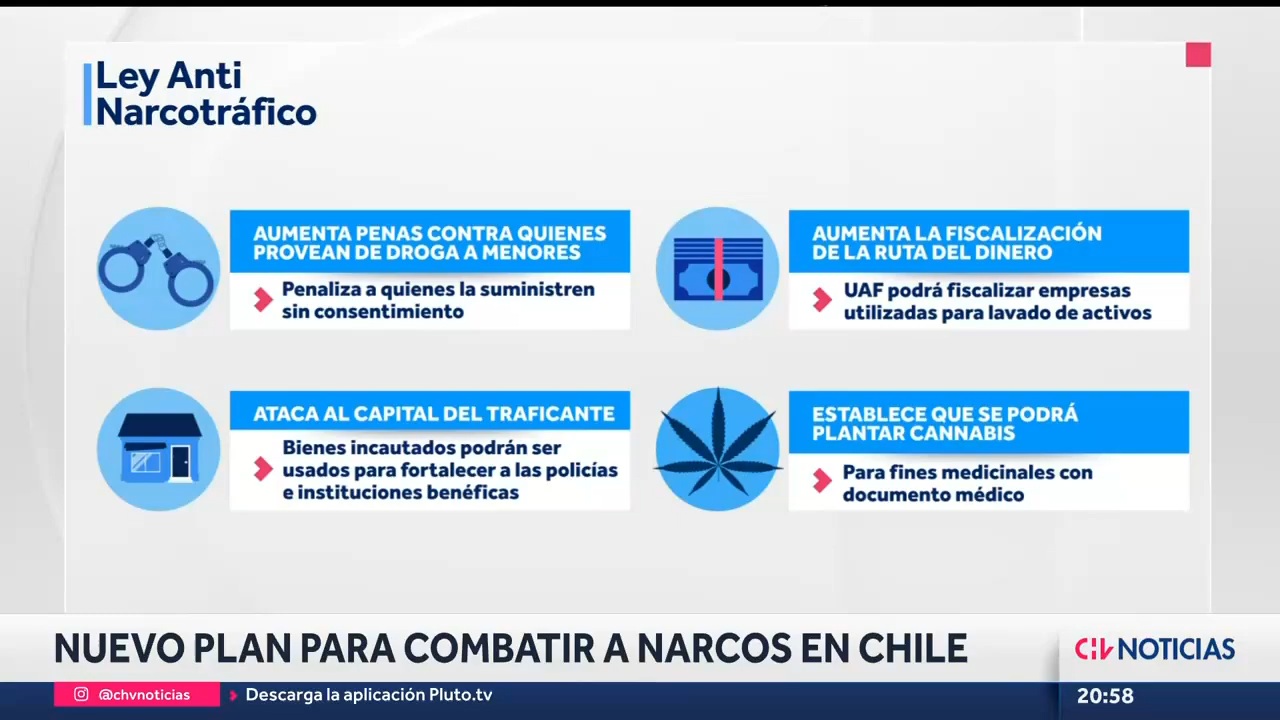 Ley Anti
Narcotráfico
AUMENTA PENAS CONTRA QUIENES
PROVEAN DE DROGA A MENORES
Penaliza a quienes la suministren
sin consentimiento
AUMENTA LA FISCALIZACIÓN
DE LA RUTA DEL DINERO
UAF podrá fiscalizar empresas
utilizadas para lavado de activos
ATACA AL CAPITAL DEL TRAFICANTE
Bienes incautados podrán ser
usados para fortalecer a las policías
e instituciones benéficas
ESTABLECE QUE SE PODRÁ
PLANTAR CANNABIS
Para fines medicinales con
documento médico
NUEVO PLAN PARA COMBATIR A NARCOS EN CHILE
CHV NOTICIAS
@chvnoticias
Descarga la aplicación Pluto.tv
20:58